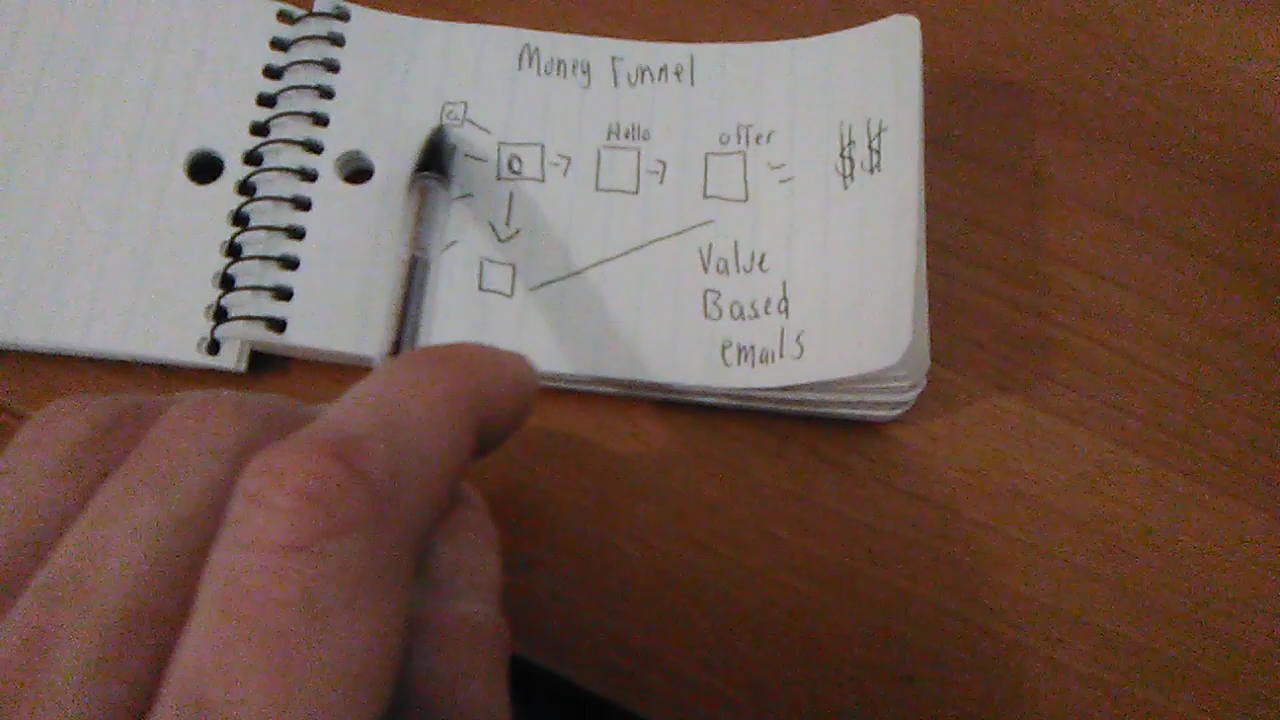 Money Funnel
Hello
offer
O
$$
Value
Based
emails